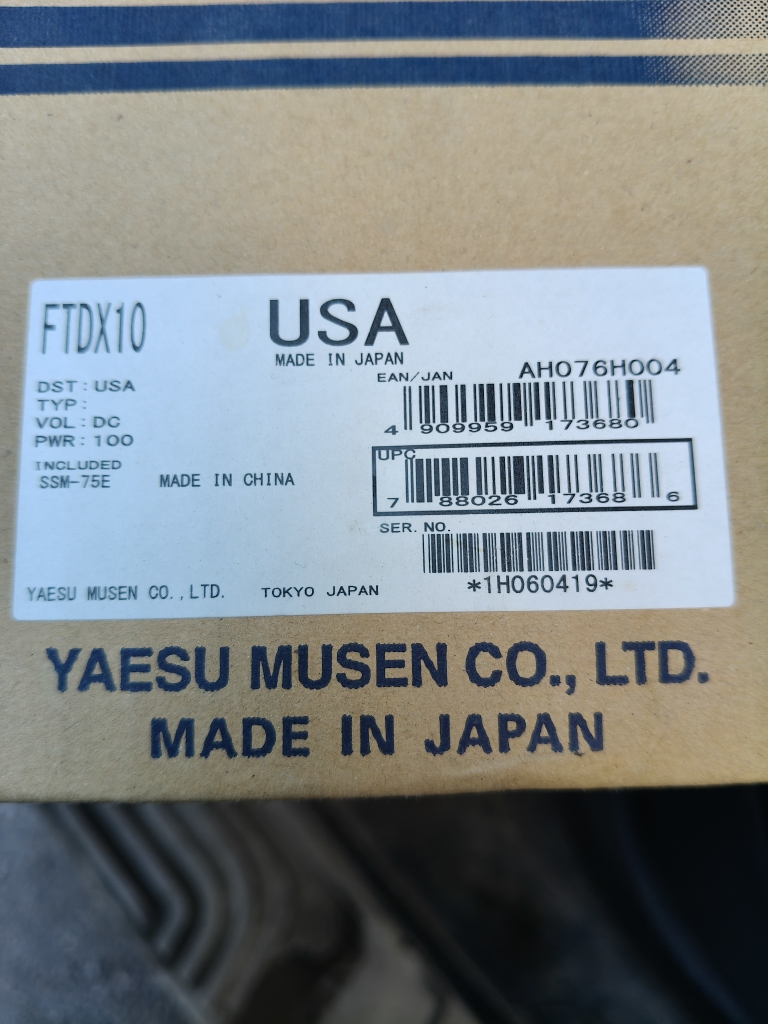 FTDX10
USA
MADE IN JAPAN
DST : USA
TYP :
VOL : DC
PWR : 100
INCLUDED
SSM-75E MADE IN CHINA
EAN/JAN AH076H004
4 909959 173680
UPC
7 88026 17368 6
SER. NO.
*1H060419*
YAESU MUSEN CO.,LTD. TOKYO JAPAN
YAESU MUSEN CO., LTD.
MADE IN JAPAN